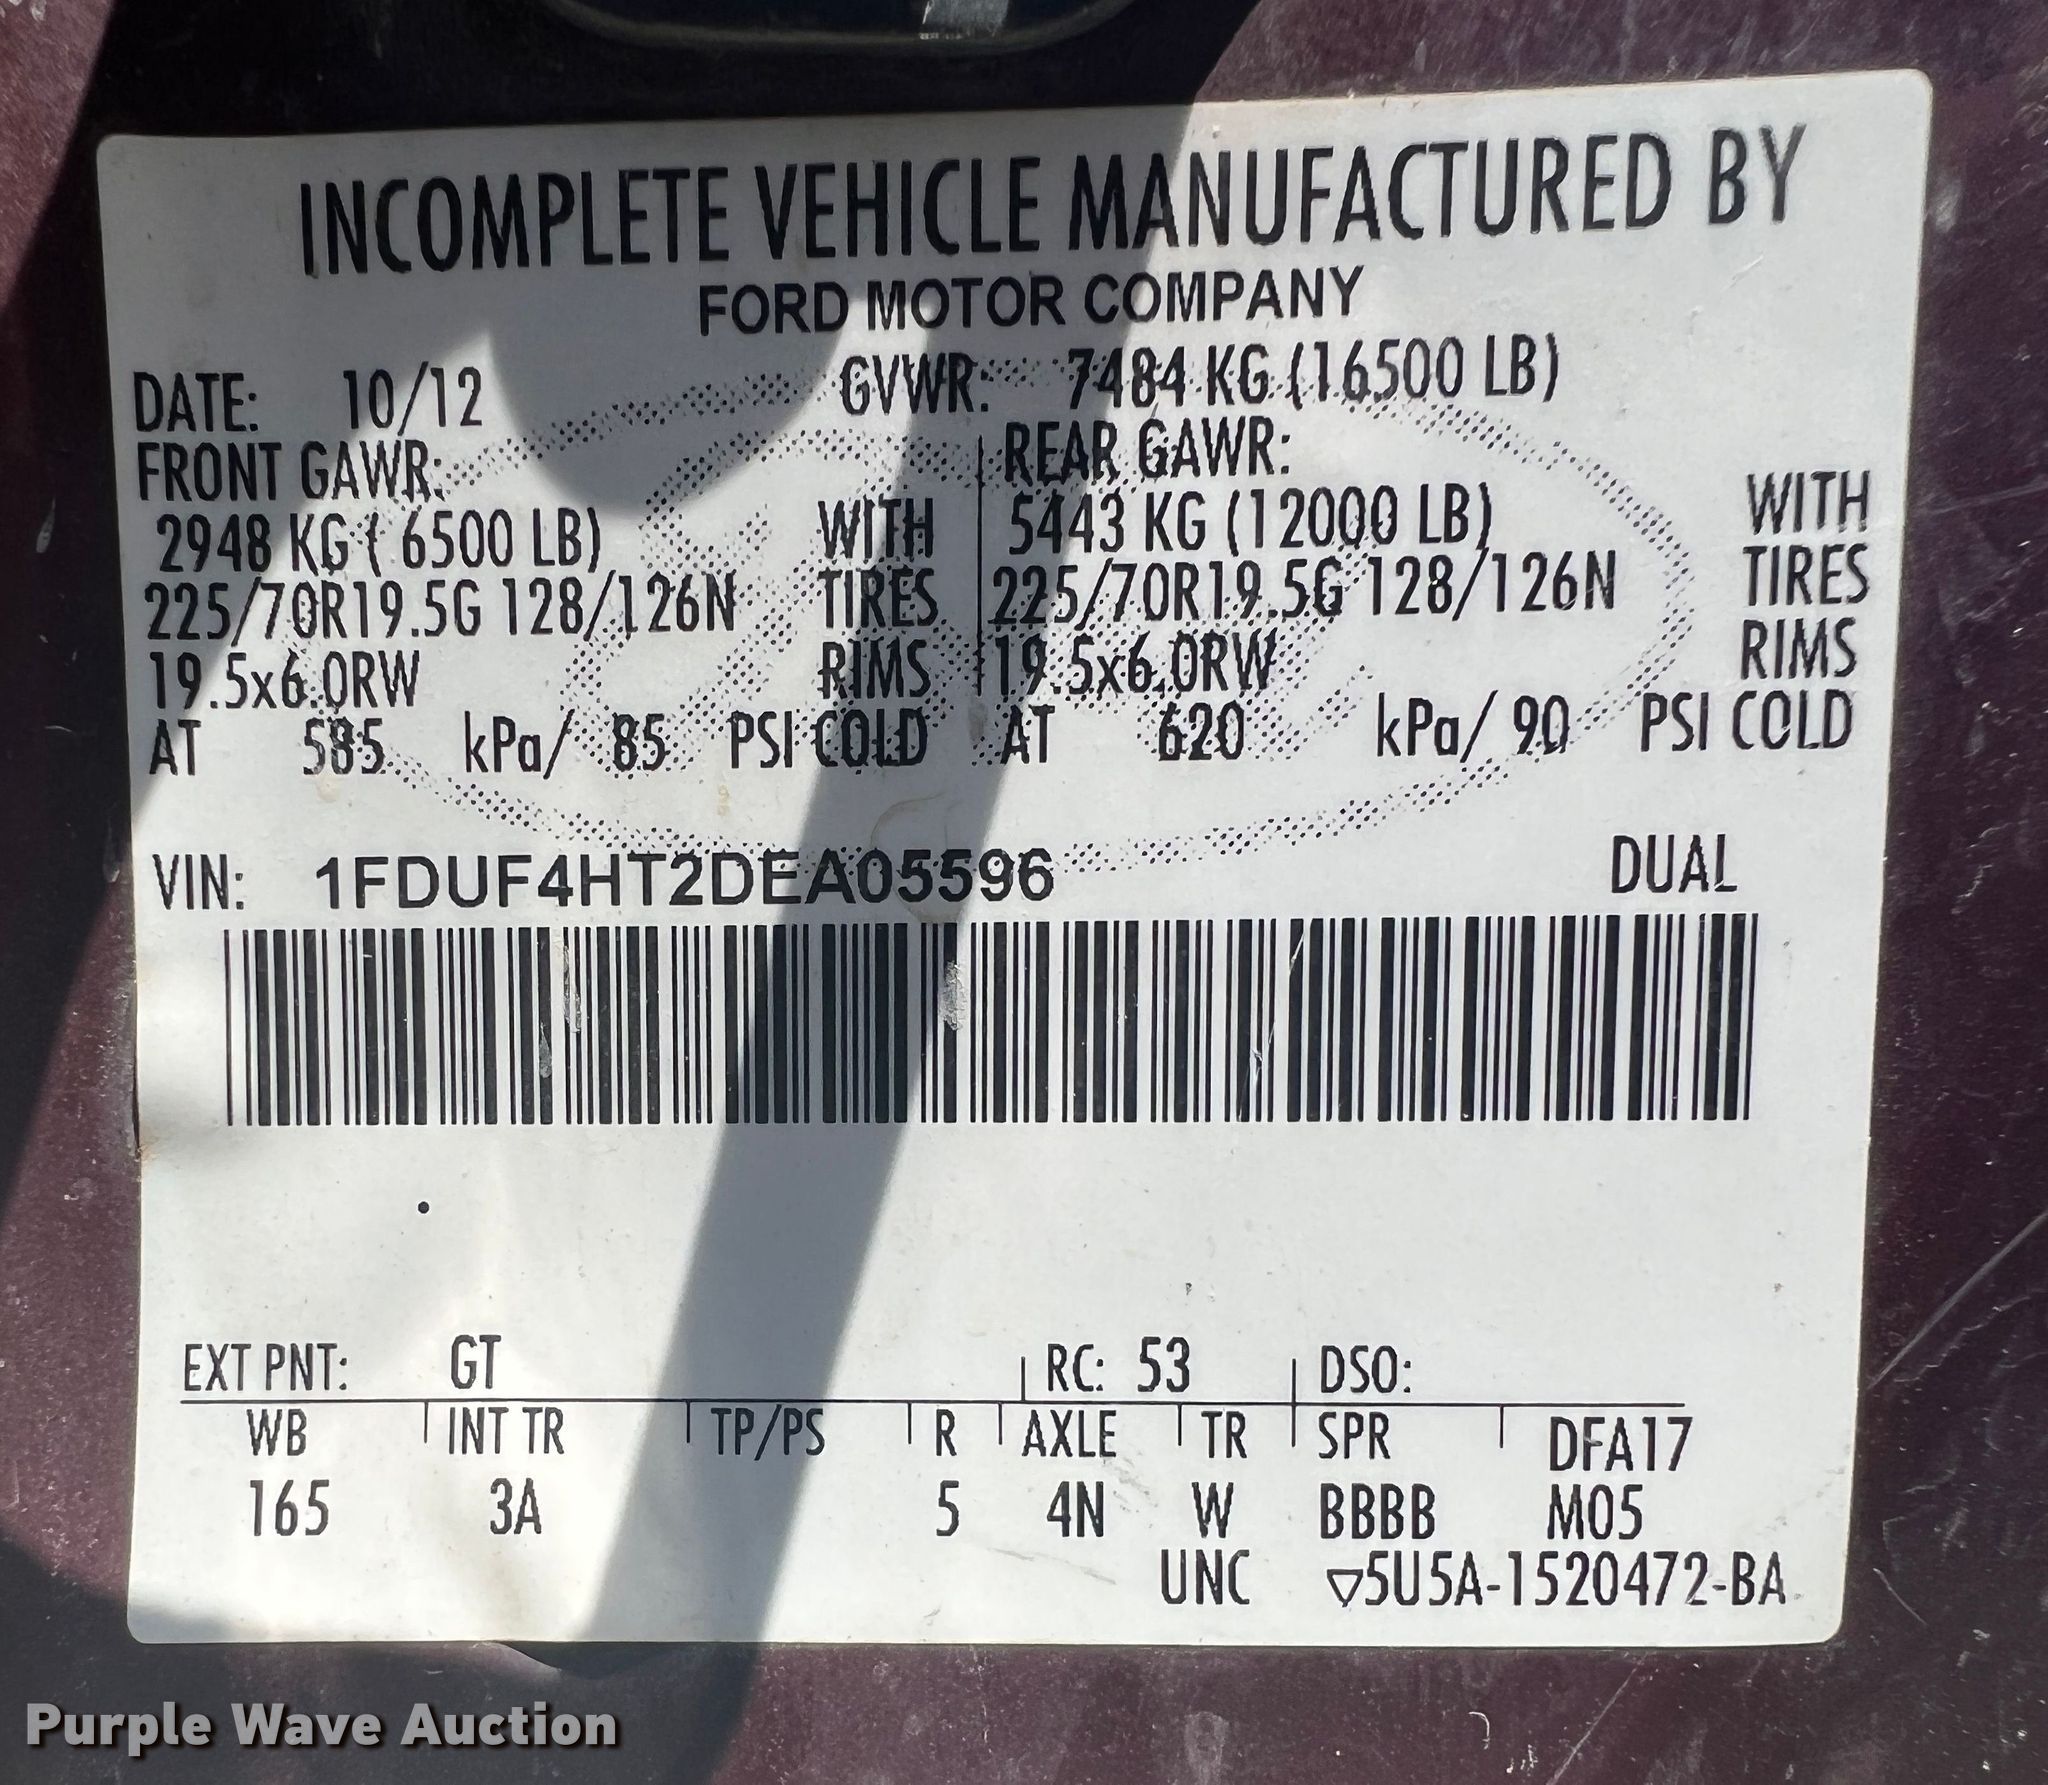 INCOMPLETE VEHICLE MANUFACTURED BY
FORD MOTOR COMPANY
DATE: 10/12 GVWR: 7484 KG (16500 LB)
FRONT GAWR: REAR GAWR:
2948 KG ( 6500 LB) WITH 5443 KG (12000 LB) WITH
225/70R19.5G 128/126N TIRES 225/70R19.5G 128/126N TIRES
19.5x6.0RW RIMS 19.5x6.0RW RIMS
AT 585 kPa/ 85 PSI COLD AT 620 kPa/ 90 PSI COLD
VIN: 1FDUF4HT2DEA05596 DUAL
EXT PNT: GT RC: 53 DSO:
WB INT TR TP/PS R AXLE TR SPR DFA17
165 3A 5 4N W BBBB M05
UNC ▽5U5A-1520472-BA
Purple Wave Auction